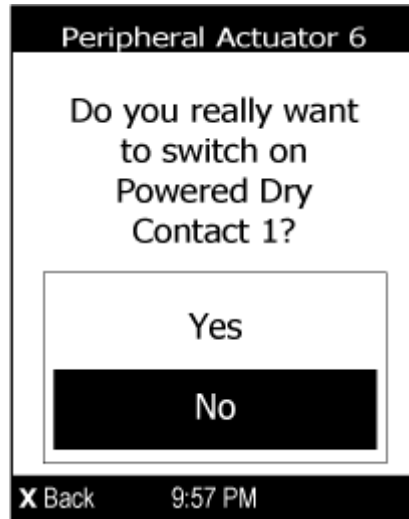 Peripheral Actuator 6
Do you really want
to switch on
Powered Dry
Contact 1?
Yes
No
X Back 9:57 PM